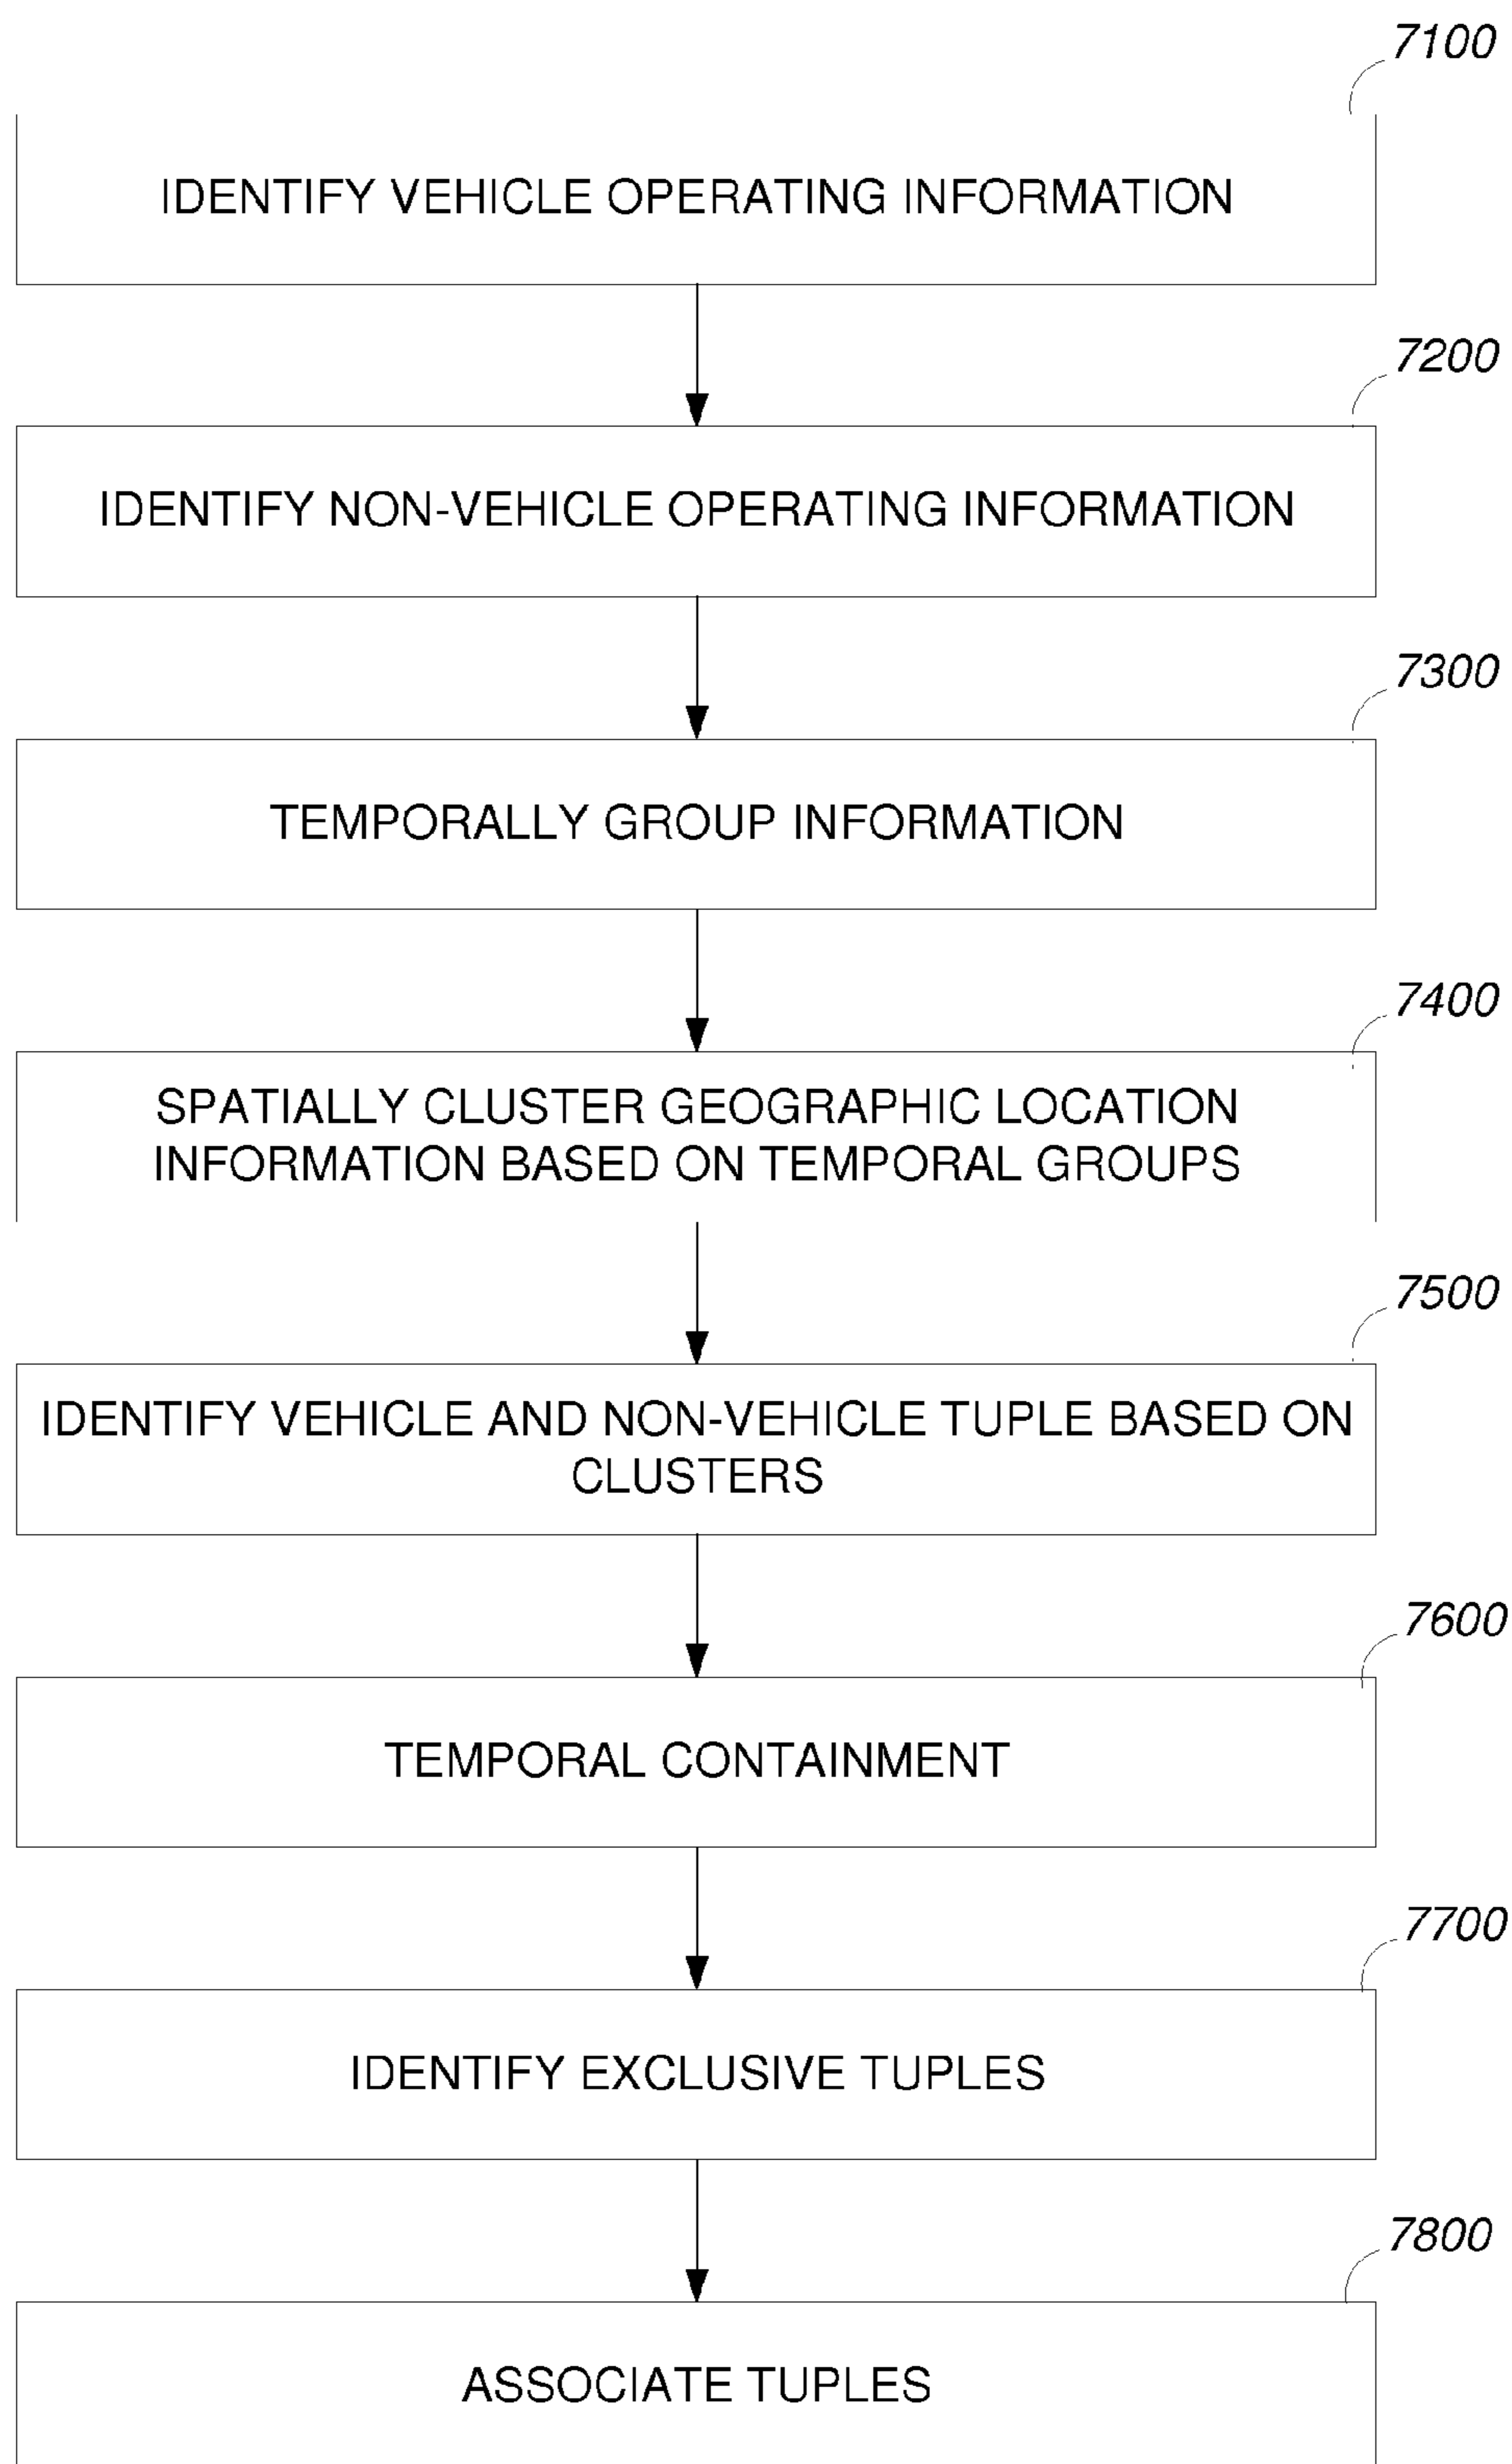 7100
IDENTIFY VEHICLE OPERATING INFORMATION
7200
IDENTIFY NON-VEHICLE OPERATING INFORMATION
7300
TEMPORALLY GROUP INFORMATION
7400
SPATIALLY CLUSTER GEOGRAPHIC LOCATION
INFORMATION BASED ON TEMPORAL GROUPS
7500
IDENTIFY VEHICLE AND NON-VEHICLE TUPLE BASED ON
CLUSTERS
7600
TEMPORAL CONTAINMENT
7700
IDENTIFY EXCLUSIVE TUPLES
7800
ASSOCIATE TUPLES